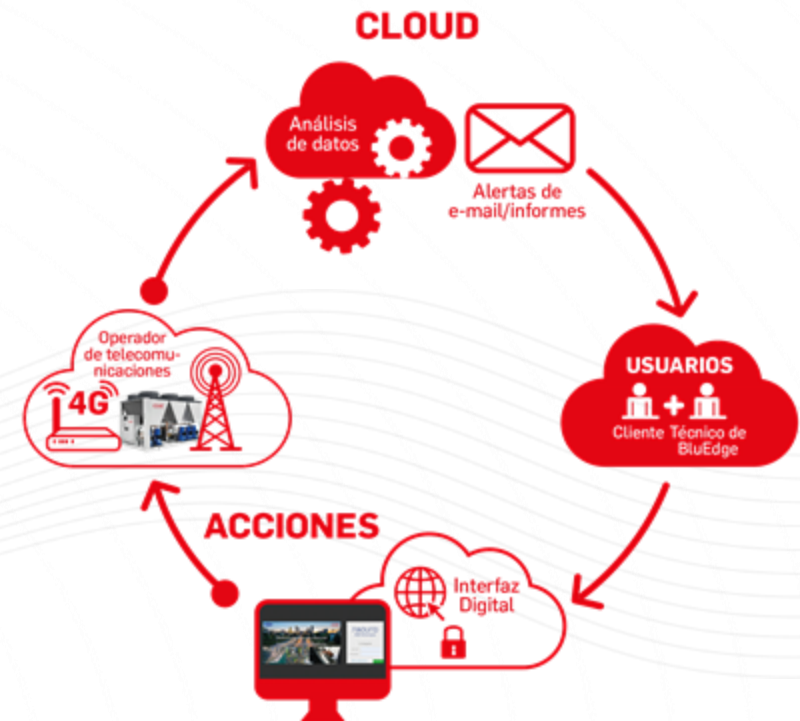 CLOUD
Análisis
de datos
Alertas de
e-mail/informes
Operador
de telecomu-
nicaciones
4G
USUARIOS
Cliente Técnico de
BluEdge
ACCIONES
Interfaz
Digital